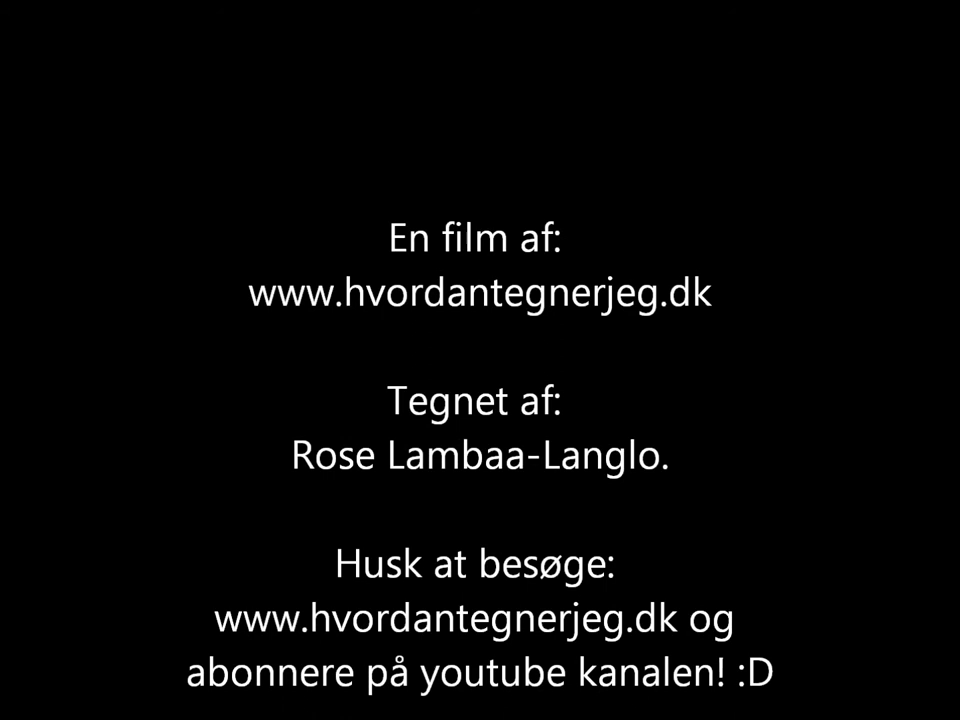 En film af:
www.hvordantegnerjeg.dk
Tegnet af:
Rose Lambaa-Langlo.
Husk at besøge:
www.hvordantegnerjeg.dk og
abonnere på youtube kanalen! :D